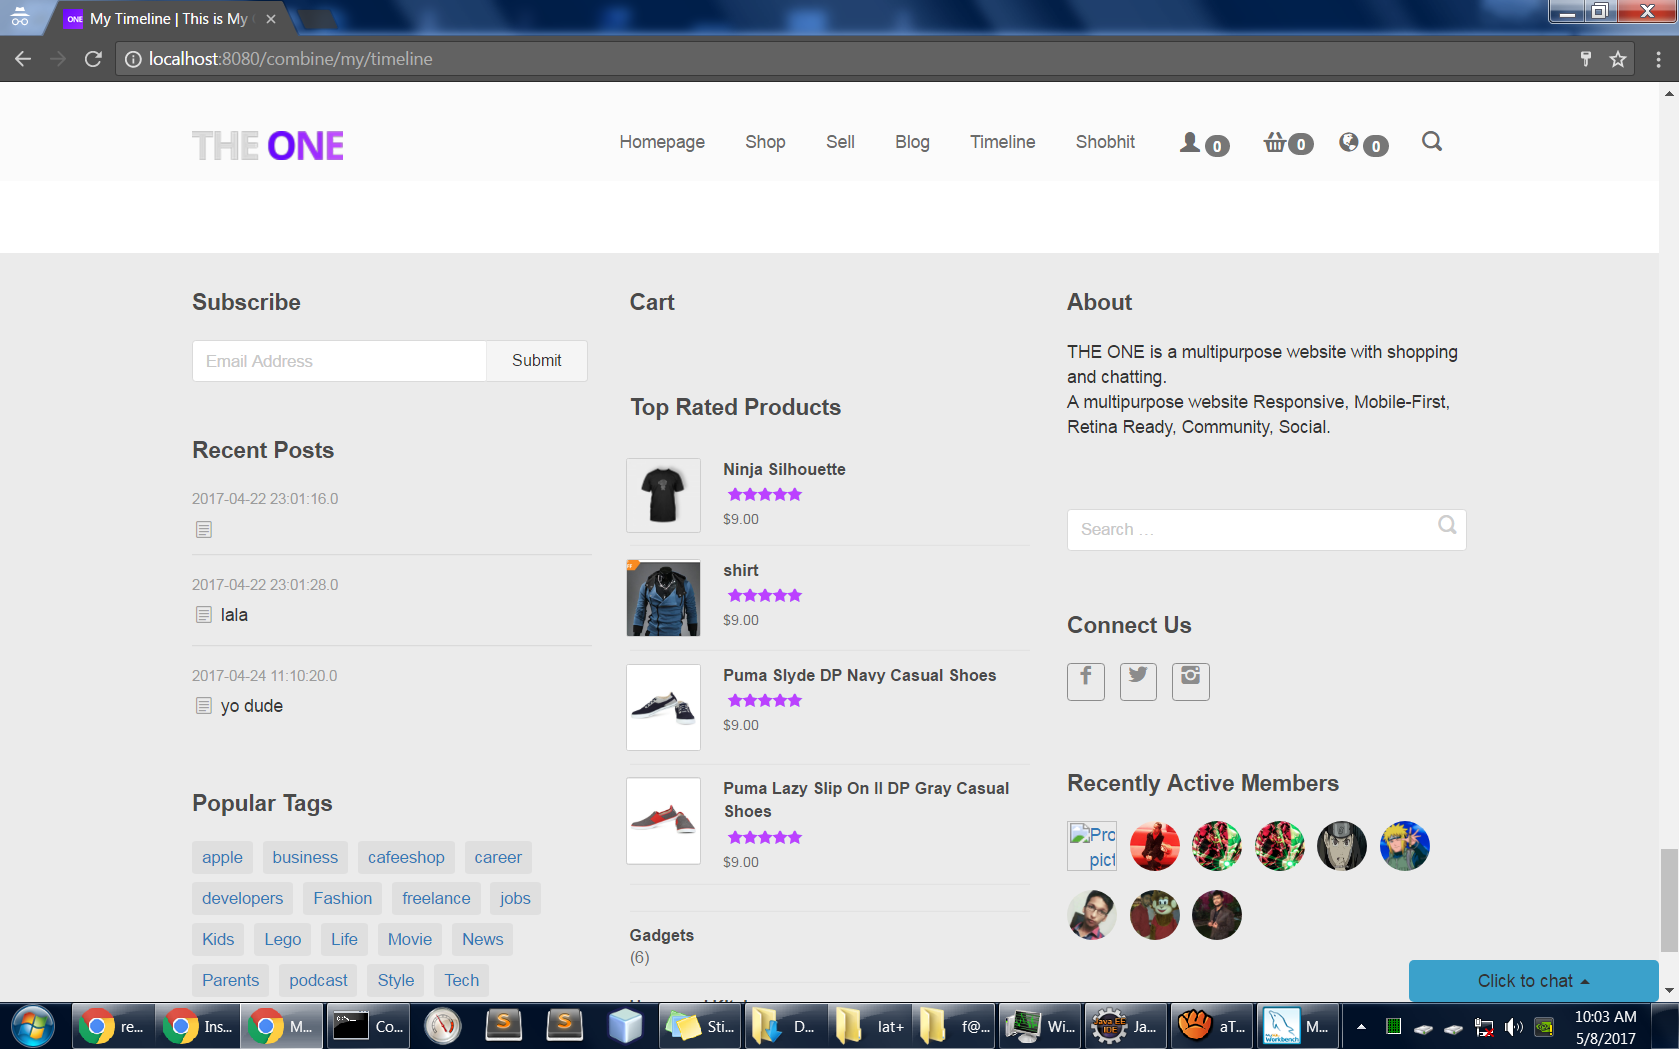 ONE My Timeline | This is My
localhost:8080/combine/my/timeline
THE ONE
Homepage Shop Sell Blog Timeline Shobhit 0 0 0
Subscribe
Email Address Submit
Recent Posts
2017-04-22 23:01:16.0
2017-04-22 23:01:28.0
lala
2017-04-24 11:10:20.0
yo dude
Popular Tags
apple business cafeeshop career
developers Fashion freelance jobs
Kids Lego Life Movie News
Parents podcast Style Tech
Cart
Top Rated Products
Ninja Silhouette
$9.00
shirt
$9.00
Puma Slyde DP Navy Casual Shoes
$9.00
Puma Lazy Slip On II DP Gray Casual
Shoes
$9.00
Gadgets
(6)
About
THE ONE is a multipurpose website with shopping
and chatting.
A multipurpose website Responsive, Mobile-First,
Retina Ready, Community, Social.
Search ...
Connect Us
Recently Active Members
Pro
pict
Click to chat
re... Ins... M... Co... Sti... D... lat+ f@... Wi... Ja... aT... M...
10:03 AM
5/8/2017